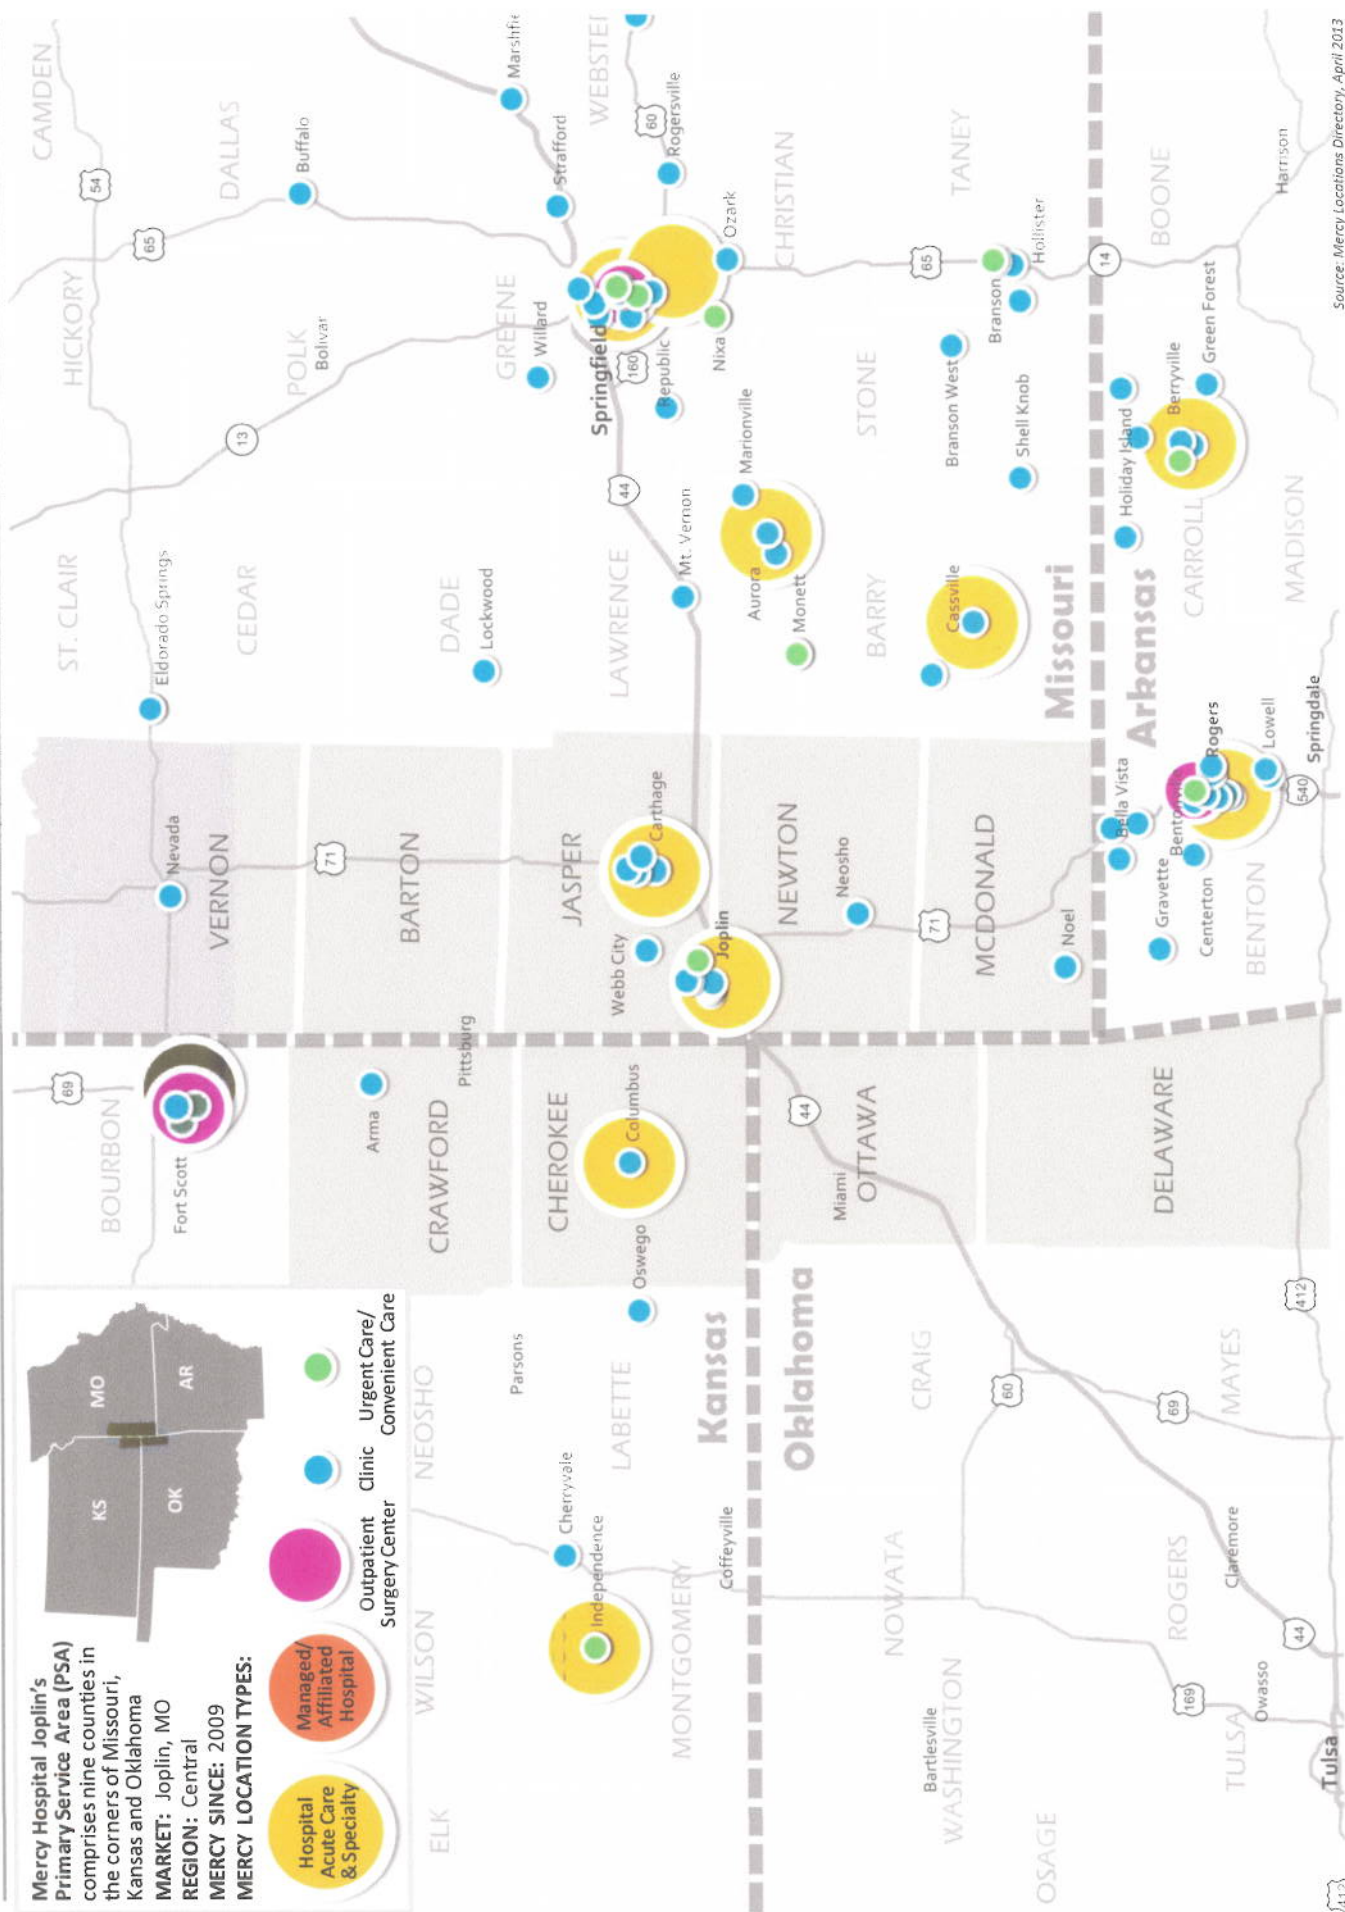 Mercy Hospital Joplin's
Primary Service Area (PSA)
comprises nine counties in
the corners of Missouri,
Kansas and Oklahoma
MARKET: Joplin, MO
REGION: Central
MERCY SINCE: 2009
MERCY LOCATION TYPES:
Hospital
Acute Care
& Specialty
Managed/
Affiliated
Hospital
Outpatient
Surgery Center
Clinic
Urgent Care/
Convenient Care
KS
MO
OK
AR
BOURBON
69
Fort Scott
Nevada
VERNON
ST. CLAIR
Eldorado Springs
CEDAR
HICKORY
CAMDEN
54
65
DALLAS
Buffalo
POLK
Bolivar
13
Arma
Pittsburg
CRAWFORD
71
BARTON
DADE
Lockwood
GREENE
Willard
Strafford
WILSON
NEOSHO
ELK
Parsons
Cherryvale
Independence
LABETTE
MONTGOMERY
Coffeyville
Oswego
CHEROKEE
Columbus
Kansas
JASPER
Webb City
Carthage
Joplin
LAWRENCE
Mt. Vernon
44
Springfield
160
Republic
60
Rogersville
Nixa
Ozark
CHRISTIAN
Marionville
Aurora
Monett
BARRY
STONE
TANEY
Cassville
Branson West
Shell Knob
Branson
Hollister
65
NEWTON
Neosho
71
MCDONALD
Noel
Missouri
Oklahoma
44
Miami
OTTAWA
DELAWARE
CRAIG
60
69
MAYES
412
NOWATA
ROGERS
Claremore
44
Bartlesville
WASHINGTON
169
Owasso
TULSA
Tulsa
OSAGE
412
Arkansas
Bella Vista
Gravette
Centerton
BENTON
Rogers
Lowell
540
Springdale
Holiday Island
Berryville
Green Forest
CARROLL
MADISON
14
BOONE
Harrison
Source: Mercy Locations Directory, April 2013